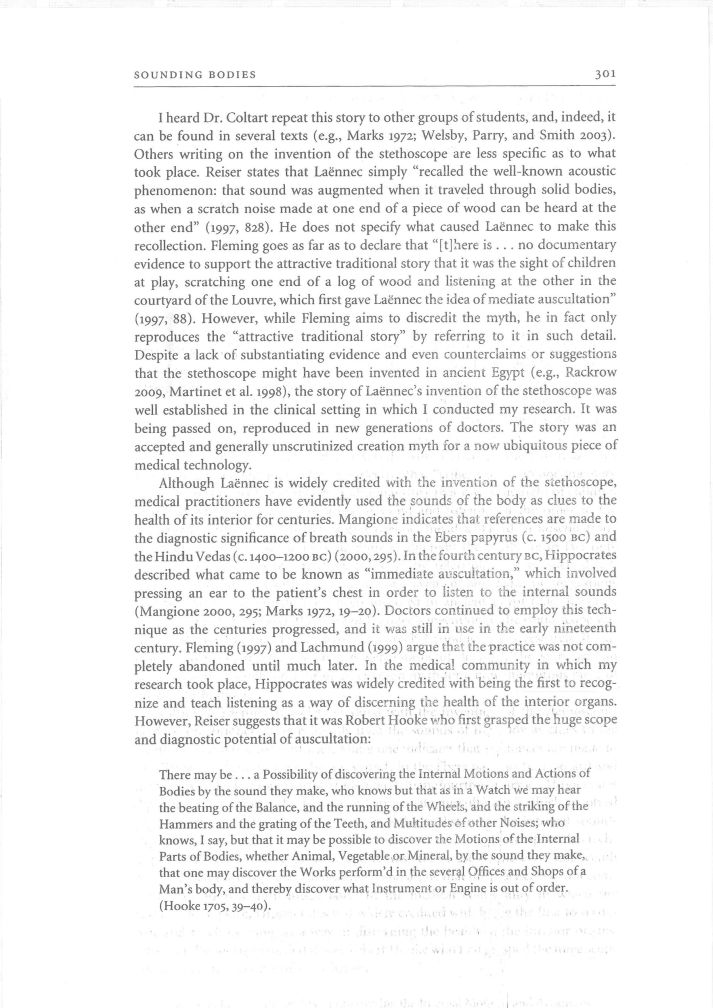 SOUNDING BODIES 301
I heard Dr. Coltart repeat this story to other groups of students, and, indeed, it
can be found in several texts (e.g., Marks 1972; Welsby, Parry, and Smith 2003).
Others writing on the invention of the stethoscope are less specific as to what
took place. Reiser states that Laënnec simply “recalled the well-known acoustic
phenomenon: that sound was augmented when it traveled through solid bodies,
as when a scratch noise made at one end of a piece of wood can be heard at the
other end” (1997, 828). He does not specify what caused Laënnec to make this
recollection. Fleming goes as far as to declare that “[t]here is . . . no documentary
evidence to support the attractive traditional story that it was the sight of children
at play, scratching one end of a log of wood and listening at the other in the
courtyard of the Louvre, which first gave Laënnec the idea of mediate auscultation”
(1997, 88). However, while Fleming aims to discredit the myth, he in fact only
reproduces the “attractive traditional story” by referring to it in such detail.
Despite a lack of substantiating evidence and even counterclaims or suggestions
that the stethoscope might have been invented in ancient Egypt (e.g., Rackrow
2009, Martinet et al. 1998), the story of Laënnec’s invention of the stethoscope was
well established in the clinical setting in which I conducted my research. It was
being passed on, reproduced in new generations of doctors. The story was an
accepted and generally unscrutinized creation myth for a now ubiquitous piece of
medical technology.
Although Laënnec is widely credited with the invention of the stethoscope,
medical practitioners have evidently used the sounds of the body as clues to the
health of its interior for centuries. Mangione indicates that references are made to
the diagnostic significance of breath sounds in the Ebers papyrus (c. 1500 BC) and
the Hindu Vedas (c. 1400–1200 BC) (2000, 295). In the fourth century BC, Hippocrates
described what came to be known as “immediate auscultation,” which involved
pressing an ear to the patient’s chest in order to listen to the internal sounds
(Mangione 2000, 295; Marks 1972, 19–20). Doctors continued to employ this tech-
nique as the centuries progressed, and it was still in use in the early nineteenth
century. Fleming (1997) and Lachmund (1999) argue that the practice was not com-
pletely abandoned until much later. In the medical community in which my
research took place, Hippocrates was widely credited with being the first to recog-
nize and teach listening as a way of discerning the health of the interior organs.
However, Reiser suggests that it was Robert Hooke who first grasped the huge scope
and diagnostic potential of auscultation:
There may be . . . a Possibility of discovering the Internal Motions and Actions of
Bodies by the sound they make, who knows but that as in a Watch we may hear
the beating of the Balance, and the running of the Wheels, and the striking of the
Hammers and the grating of the Teeth, and Multitudes of other Noises; who
knows, I say, but that it may be possible to discover the Motions of the Internal
Parts of Bodies, whether Animal, Vegetable or Mineral, by the sound they make,
that one may discover the Works perform’d in the several Offices and Shops of a
Man’s body, and thereby discover what Instrument or Engine is out of order.
(Hooke 1705, 39–40).